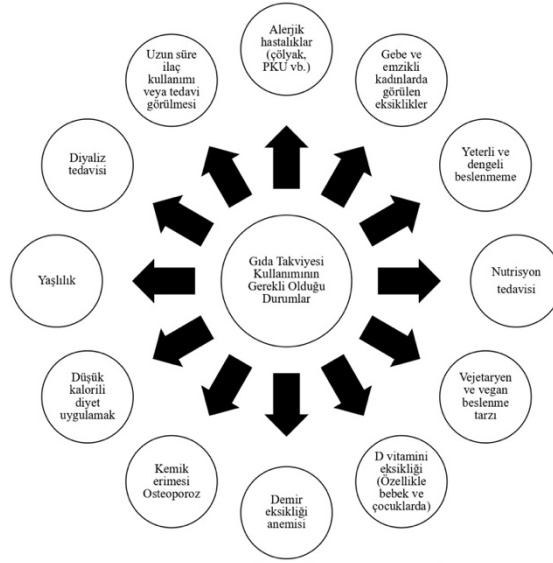 Alerjik
hastalıklar
(çölyak,
PKU vb.)
Gebe ve
emzikli
kadınlarda
görülen
eksiklikler
Yeterli ve
dengeli
beslenmeme
Nutrisyon
tedavisi
Vejetaryen
ve vegan
beslenme
tarzı
D vitamini
eksikliği
(Özellikle
bebek ve
çocuklarda)
Demir
eksikliği
anemisi
Kemik
erimesi
Osteoporoz
Düşük
kalorili
diyet
uygulamak
Yaşlılık
Diyaliz
tedavisi
Uzun süre
ilaç
kullanımı
veya tedavi
görülmesi
Gıda Takviyesi
Kullanımının
Gerekli Olduğu
Durumlar